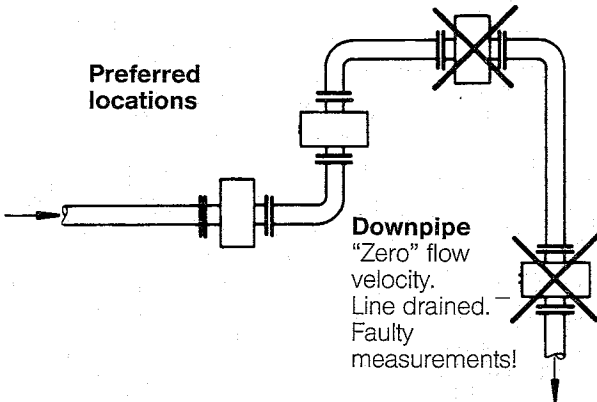 Preferred
locations
Downpipe
"Zero" flow
velocity.
Line drained.
Faulty
measurements!